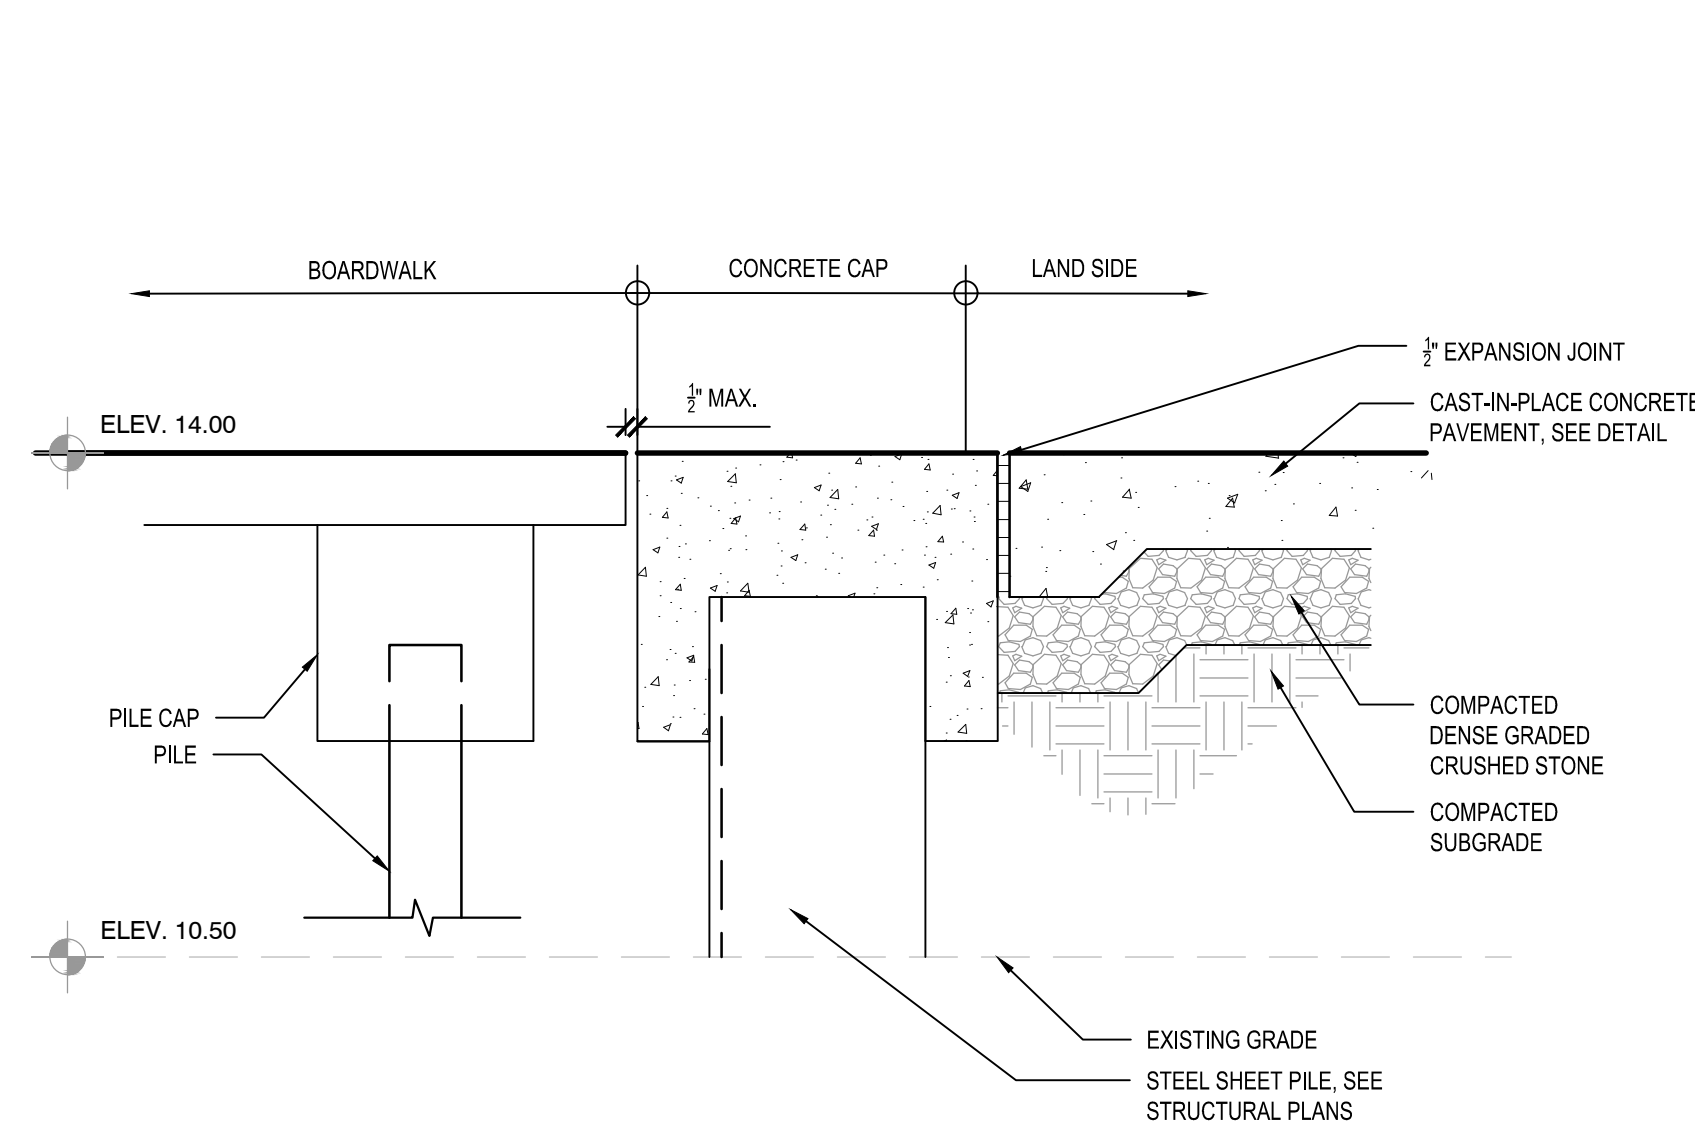 BOARDWALK
CONCRETE CAP
LAND SIDE
½" EXPANSION JOINT
½" MAX.
CAST-IN-PLACE CONCRETE
PAVEMENT, SEE DETAIL
ELEV. 14.00
PILE CAP
PILE
COMPACTED
DENSE GRADED
CRUSHED STONE
COMPACTED
SUBGRADE
ELEV. 10.50
EXISTING GRADE
STEEL SHEET PILE, SEE
STRUCTURAL PLANS